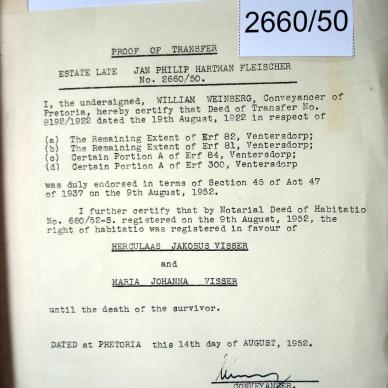 2660/50
PROOF OF TRANSFER
ESTATE LATE JAN PHILIP HARTMAN FLEISCHER
No. 2660/50.
I, the undersigned, WILLIAM WEINBERG, Conveyancer of
Pretoria, hereby certify that Deed of Transfer No.
8192/1922 dated the 19th August, 1922 in respect of
(a) The Remaining Extent of Erf 82, Ventersdorp;
(b) The Remaining Extent of Erf 81, Ventersdorp;
(c) Certain Portion A of Erf 64, Ventersdorp;
(d) Certain Portion A of Erf 300, Ventersdorp
was duly endorsed in terms of Section 45 of Act 47
of 1937 on the 9th August, 1952.
I further certify that by Notarial Deed of Habitatio
No. 660/52-S. registered on the 9th August, 1952, the
right of habitatio was registered in favour of
HERCULAAS JAKOBUS VISSER
and
MARIA JOHANNA VISSER
until the death of the survivor.
DATED at PRETORIA this 14th day of AUGUST, 1952.
CONVEYANCER.